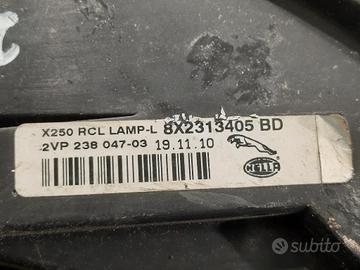 X250 RCL LAMP-L 8X2313405 BD
2VP 238 047-03 19.11.10
HELLA
subito